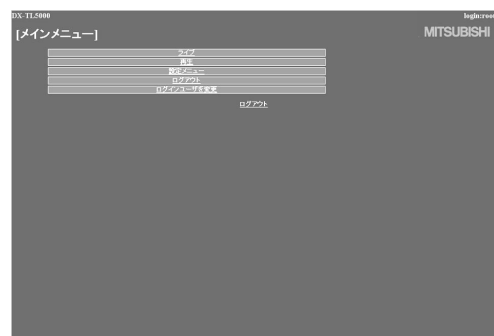 DX-TL5000 login:root
[メインメニュー] MITSUBISHI
ライブ
再生
設定メニュー
ログアウト
ログインユーザを変更
ログアウト